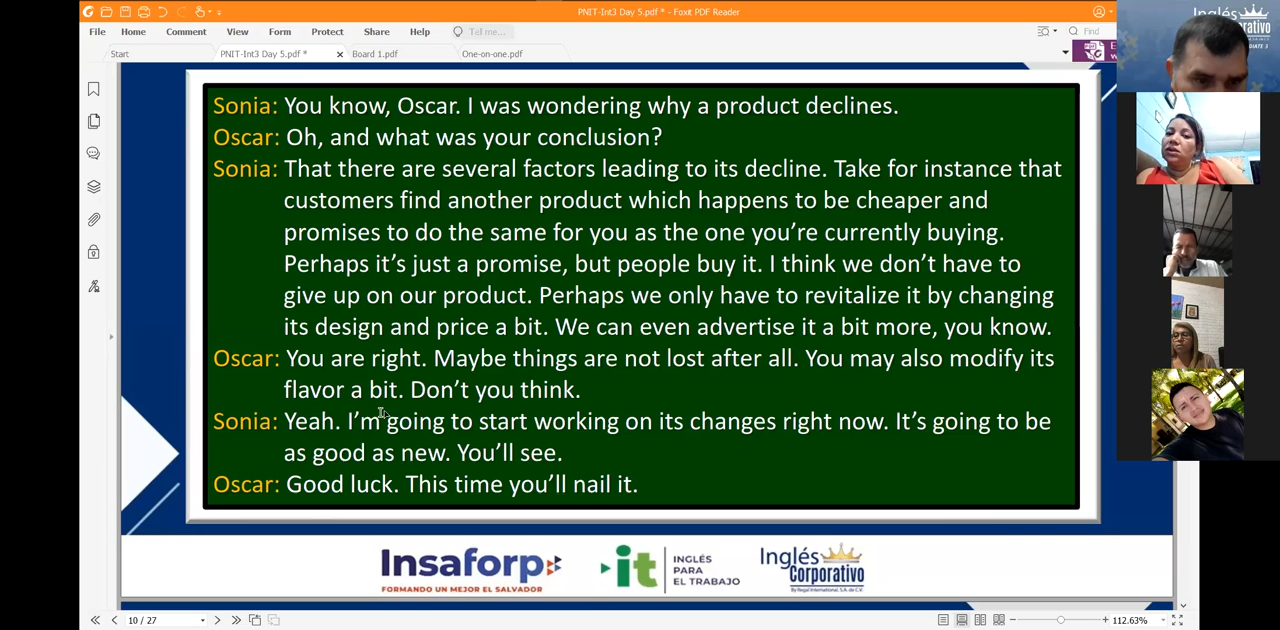 PNIT-Int3 Day 5.pdf * - Foxit PDF Reader
File Home Comment View Form Protect Share Help Tell me... Find
Start PNIT-Int3 Day 5.pdf * Board 1.pdf One-on-one.pdf
Inglés
Sonia: You know, Oscar. I was wondering why a product declines.
Oscar: Oh, and what was your conclusion?
Sonia: That there are several factors leading to its decline. Take for instance that
customers find another product which happens to be cheaper and
promises to do the same for you as the one you’re currently buying.
Perhaps it’s just a promise, but people buy it. I think we don’t have to
give up on our product. Perhaps we only have to revitalize it by changing
its design and price a bit. We can even advertise it a bit more, you know.
Oscar: You are right. Maybe things are not lost after all. You may also modify its
flavor a bit. Don’t you think.
Sonia: Yeah. I’m going to start working on its changes right now. It’s going to be
as good as new. You’ll see.
Oscar: Good luck. This time you’ll nail it.
Insaforp
FORMANDO UN MEJOR EL SALVADOR
it
INGLÉS
PARA
EL TRABAJO
Inglés
Corporativo
By Regal International, S.A. de C.V.
10 / 27
112.63%